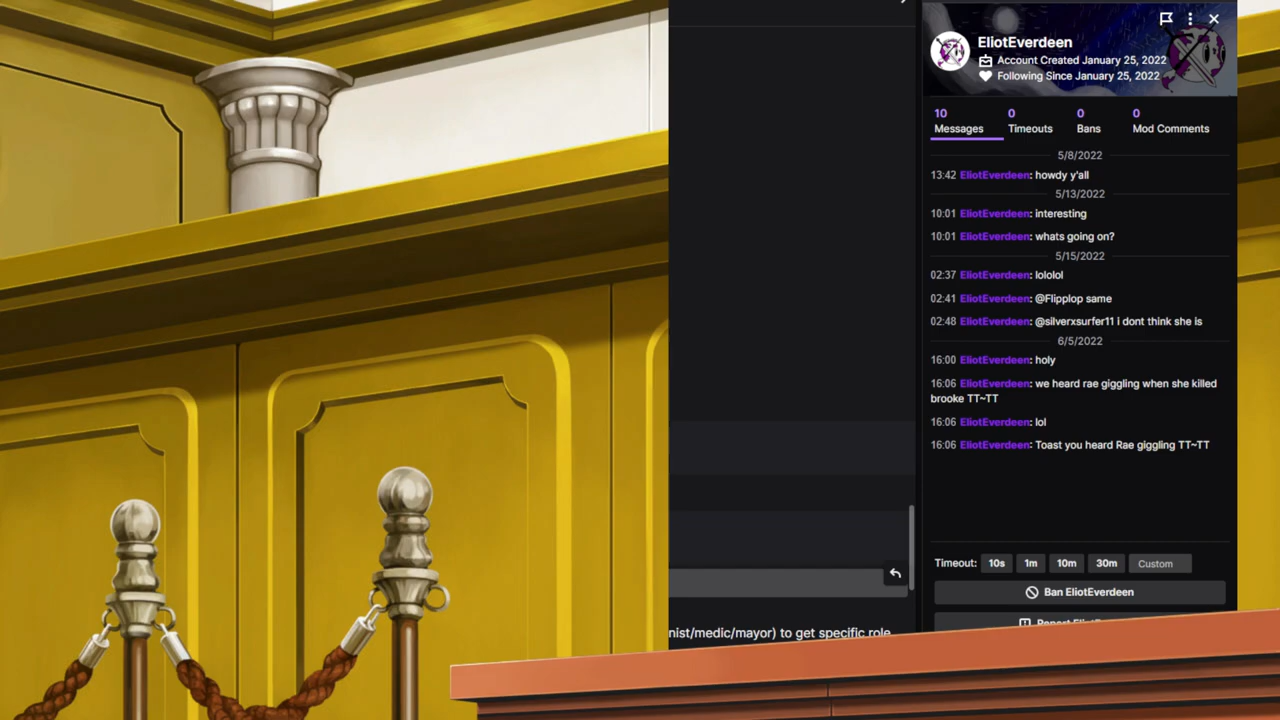 EliotEverdeen
Account Created January 25, 2022
Following Since January 25, 2022
10
Messages
0
Timeouts
0
Bans
0
Mod Comments
5/8/2022
13:42 EliotEverdeen: howdy y'all
5/13/2022
10:01 EliotEverdeen: interesting
10:01 EliotEverdeen: whats going on?
5/15/2022
02:37 EliotEverdeen: lololol
02:41 EliotEverdeen: @Flipplop same
02:48 EliotEverdeen: @silverxsurfer11 i dont think she is
6/5/2022
16:00 EliotEverdeen: holy
16:06 EliotEverdeen: we heard rae giggling when she killed
brooke TT~TT
16:06 EliotEverdeen: lol
16:06 EliotEverdeen: Toast you heard Rae giggling TT~TT
Timeout: 10s 1m 10m 30m Custom
Ban EliotEverdeen
nist/medic/mayor) to get specific role